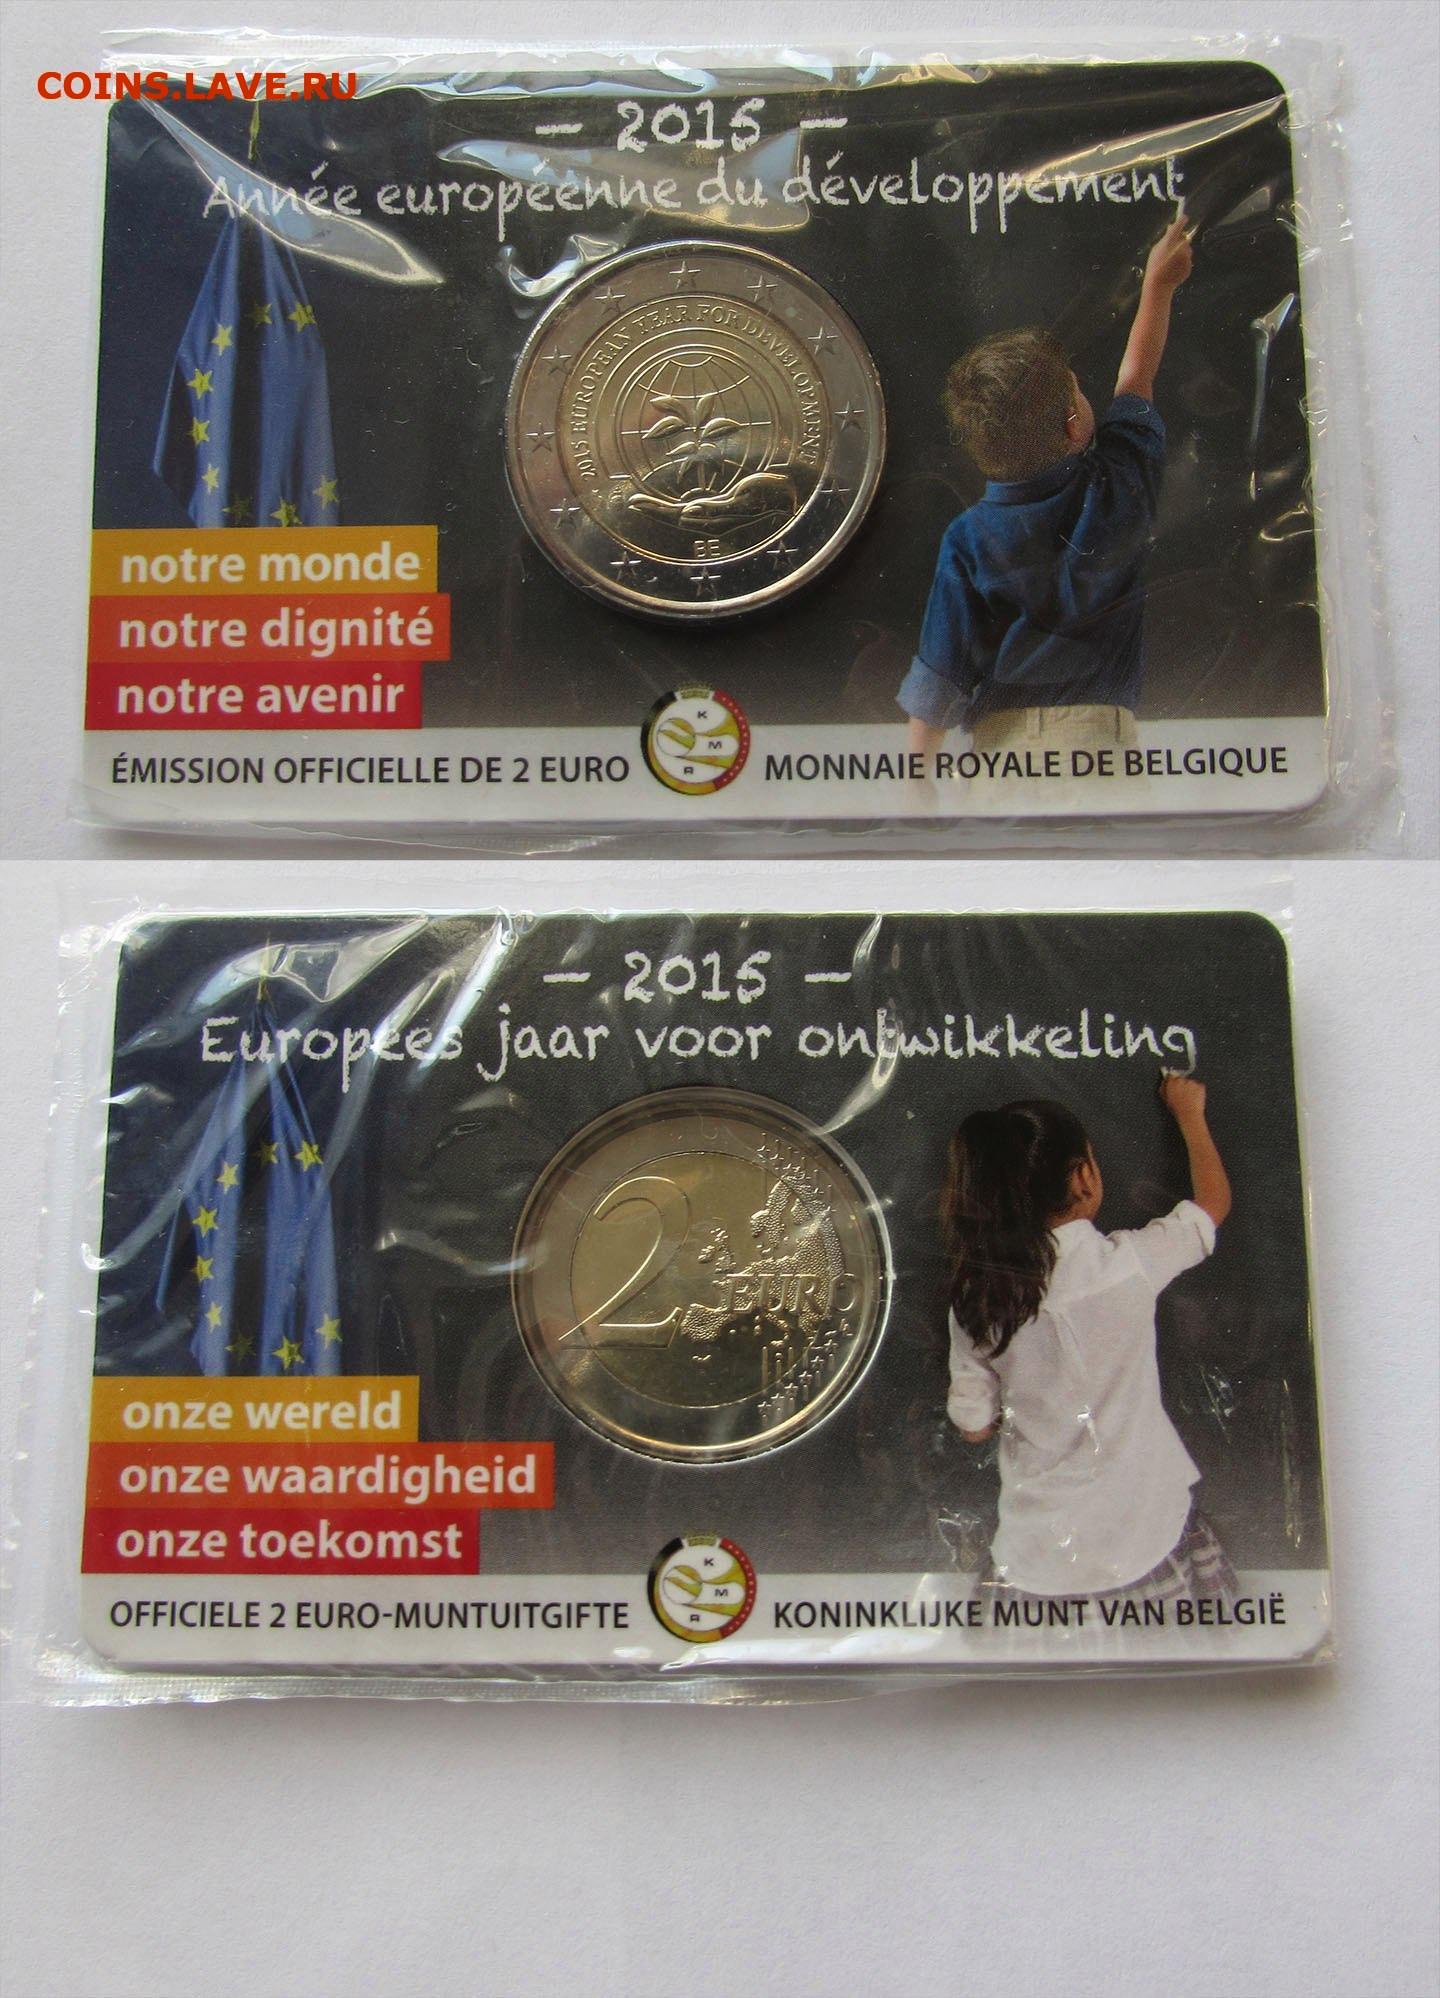 COINS.LAVE.RU
— 2015 —
Année européenne du développement
2015 EUROPEAN YEAR FOR DEVELOPMENT
BE
notre monde
notre dignité
notre avenir
K
M
R
ÉMISSION OFFICIELLE DE 2 EURO
MONNAIE ROYALE DE BELGIQUE
— 2015 —
Europees jaar voor ontwikkeling
2 EURO
onze wereld
onze waardigheid
onze toekomst
K
M
R
OFFICIELE 2 EURO-MUNTUITGIFTE
KONINKLIJKE MUNT VAN BELGIË